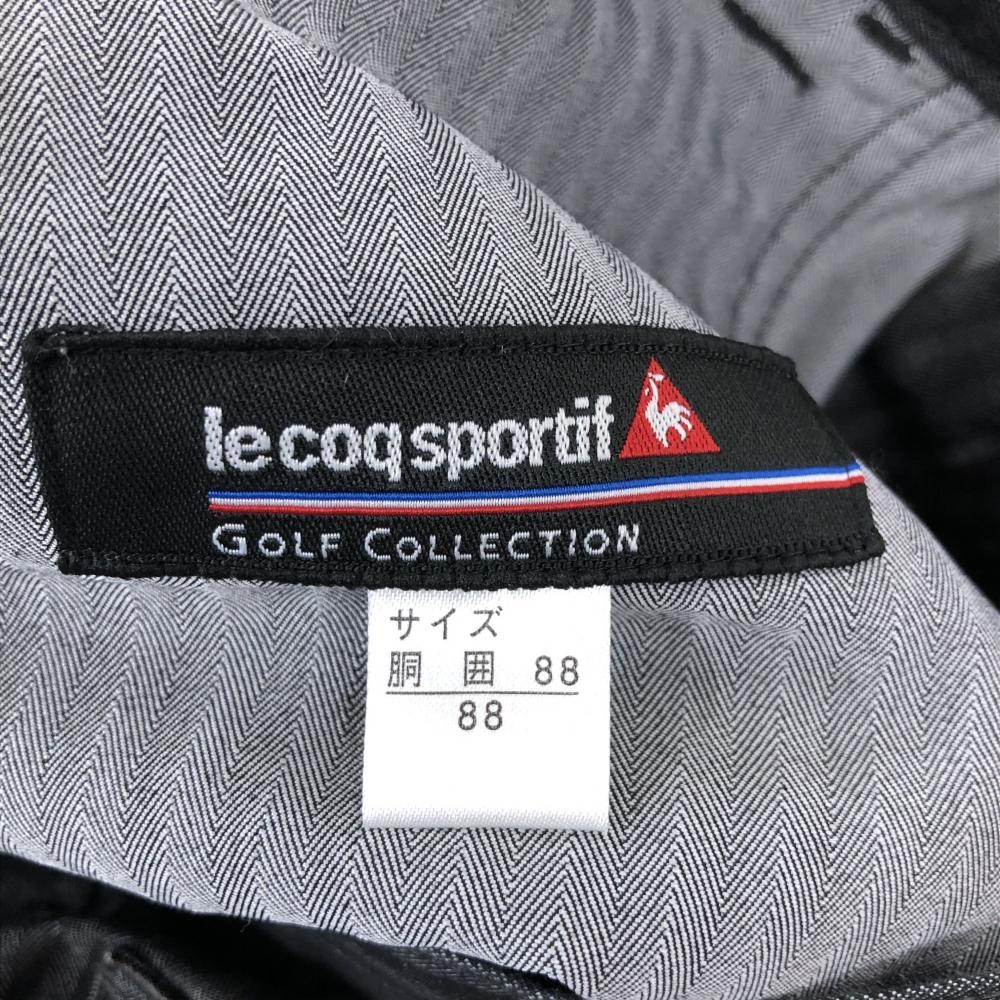 le coq sportif
GOLF COLLECTION
サイズ
胴 囲 88
88